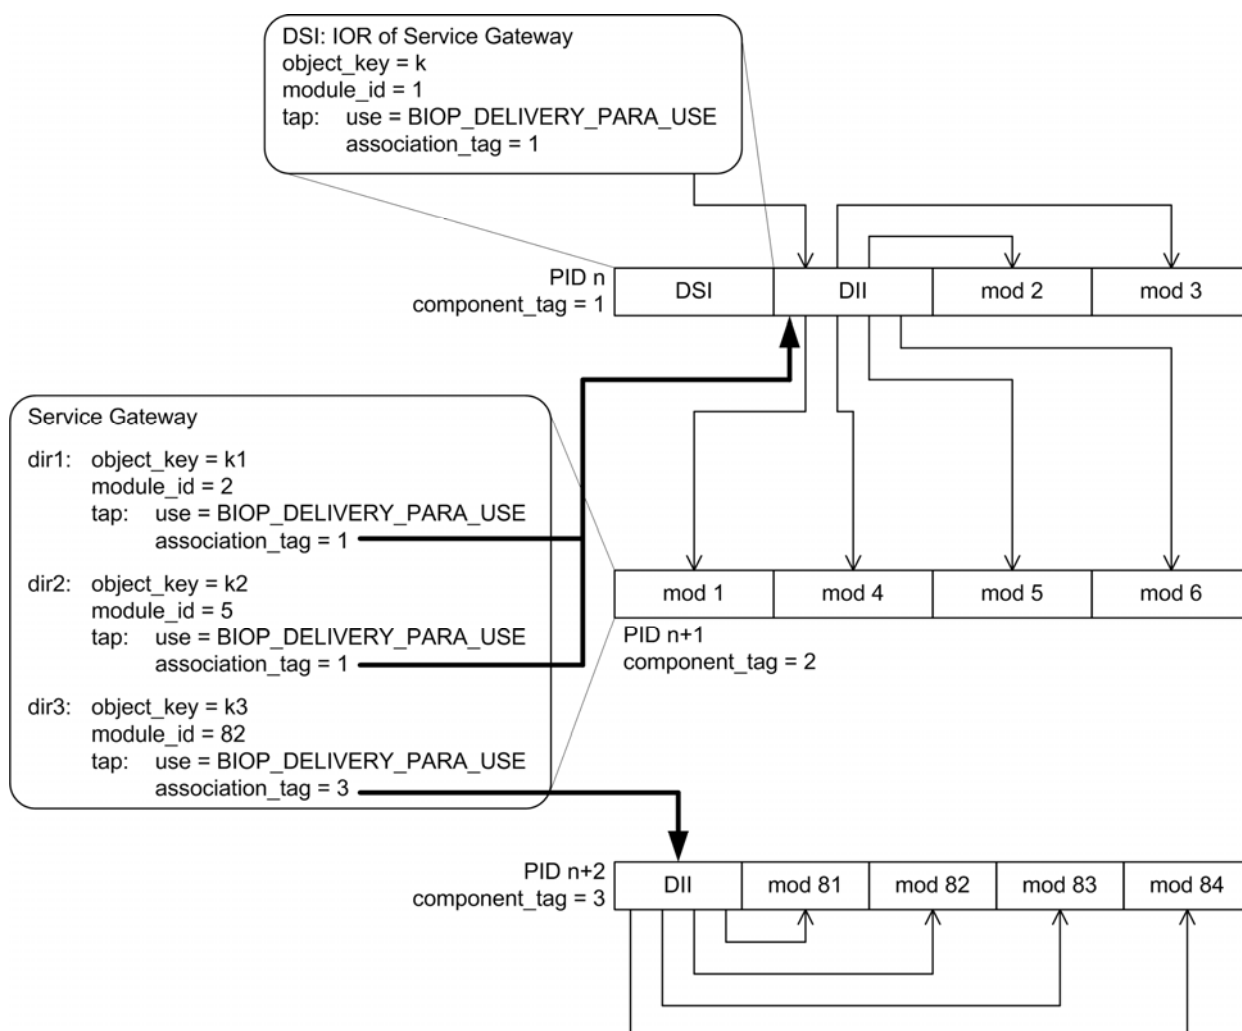 DSI: IOR of Service Gateway
object_key = k
module_id = 1
tap: use = BIOP_DELIVERY_PARA_USE
association_tag = 1
PID n
component_tag = 1
DSI
DII
mod 2
mod 3
Service Gateway
dir1: object_key = k1
module_id = 2
tap: use = BIOP_DELIVERY_PARA_USE
association_tag = 1
dir2: object_key = k2
module_id = 5
tap: use = BIOP_DELIVERY_PARA_USE
association_tag = 1
dir3: object_key = k3
module_id = 82
tap: use = BIOP_DELIVERY_PARA_USE
association_tag = 3
mod 1
mod 4
mod 5
mod 6
PID n+1
component_tag = 2
PID n+2
component_tag = 3
DII
mod 81
mod 82
mod 83
mod 84